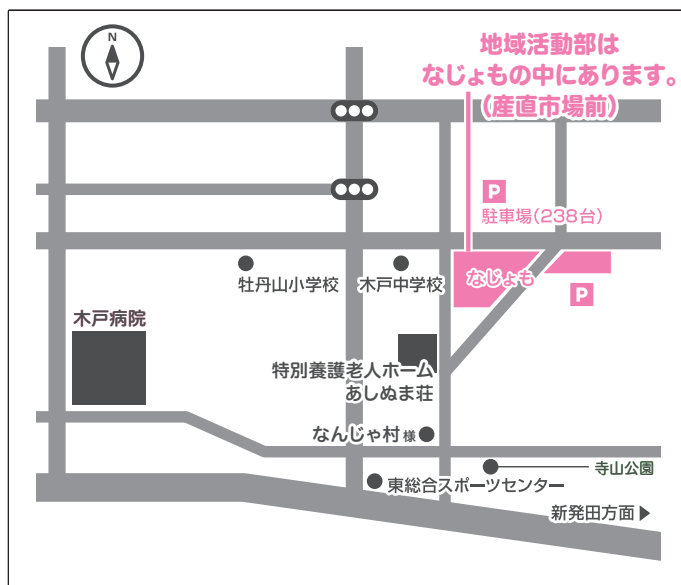 N
地域活動部は
なじょもの中にあります。
(産直市場前)
P
駐車場(238台)
牡丹山小学校
木戸中学校
なじょも
P
木戸病院
特別養護老人ホーム
あしぬま荘
なんじゃ村様
寺山公園
東総合スポーツセンター
新発田方面▶